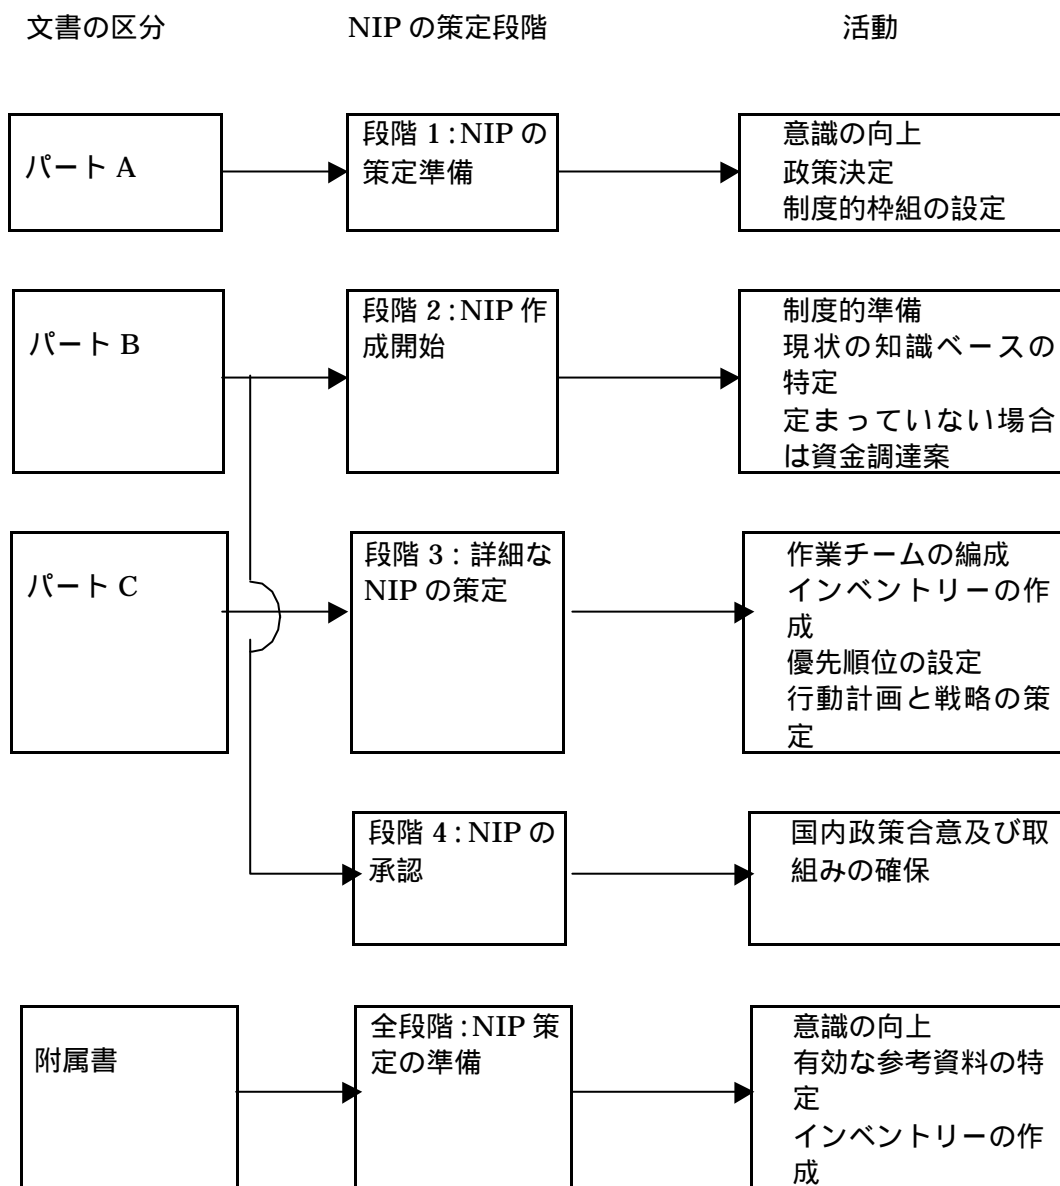 文書の区分 NIP の策定段階 活動
パート A
段階 1:NIP の
策定準備
意識の向上
政策決定
制度的枠組の設定
パート B
段階 2:NIP 作
成開始
制度的準備
現状の知識ベースの
特定
定まっていない場合
は資金調達案
パート C
段階 3: 詳細な
NIP の策定
作業チームの編成
インベントリーの作
成
優先順位の設定
行動計画と戦略の策
定
段階 4:NIP の
承認
国内政策合意及び取
組みの確保
附属書
全段階:NIP 策
定の準備
意識の向上
有効な参考資料の特
定
インベントリーの作
成